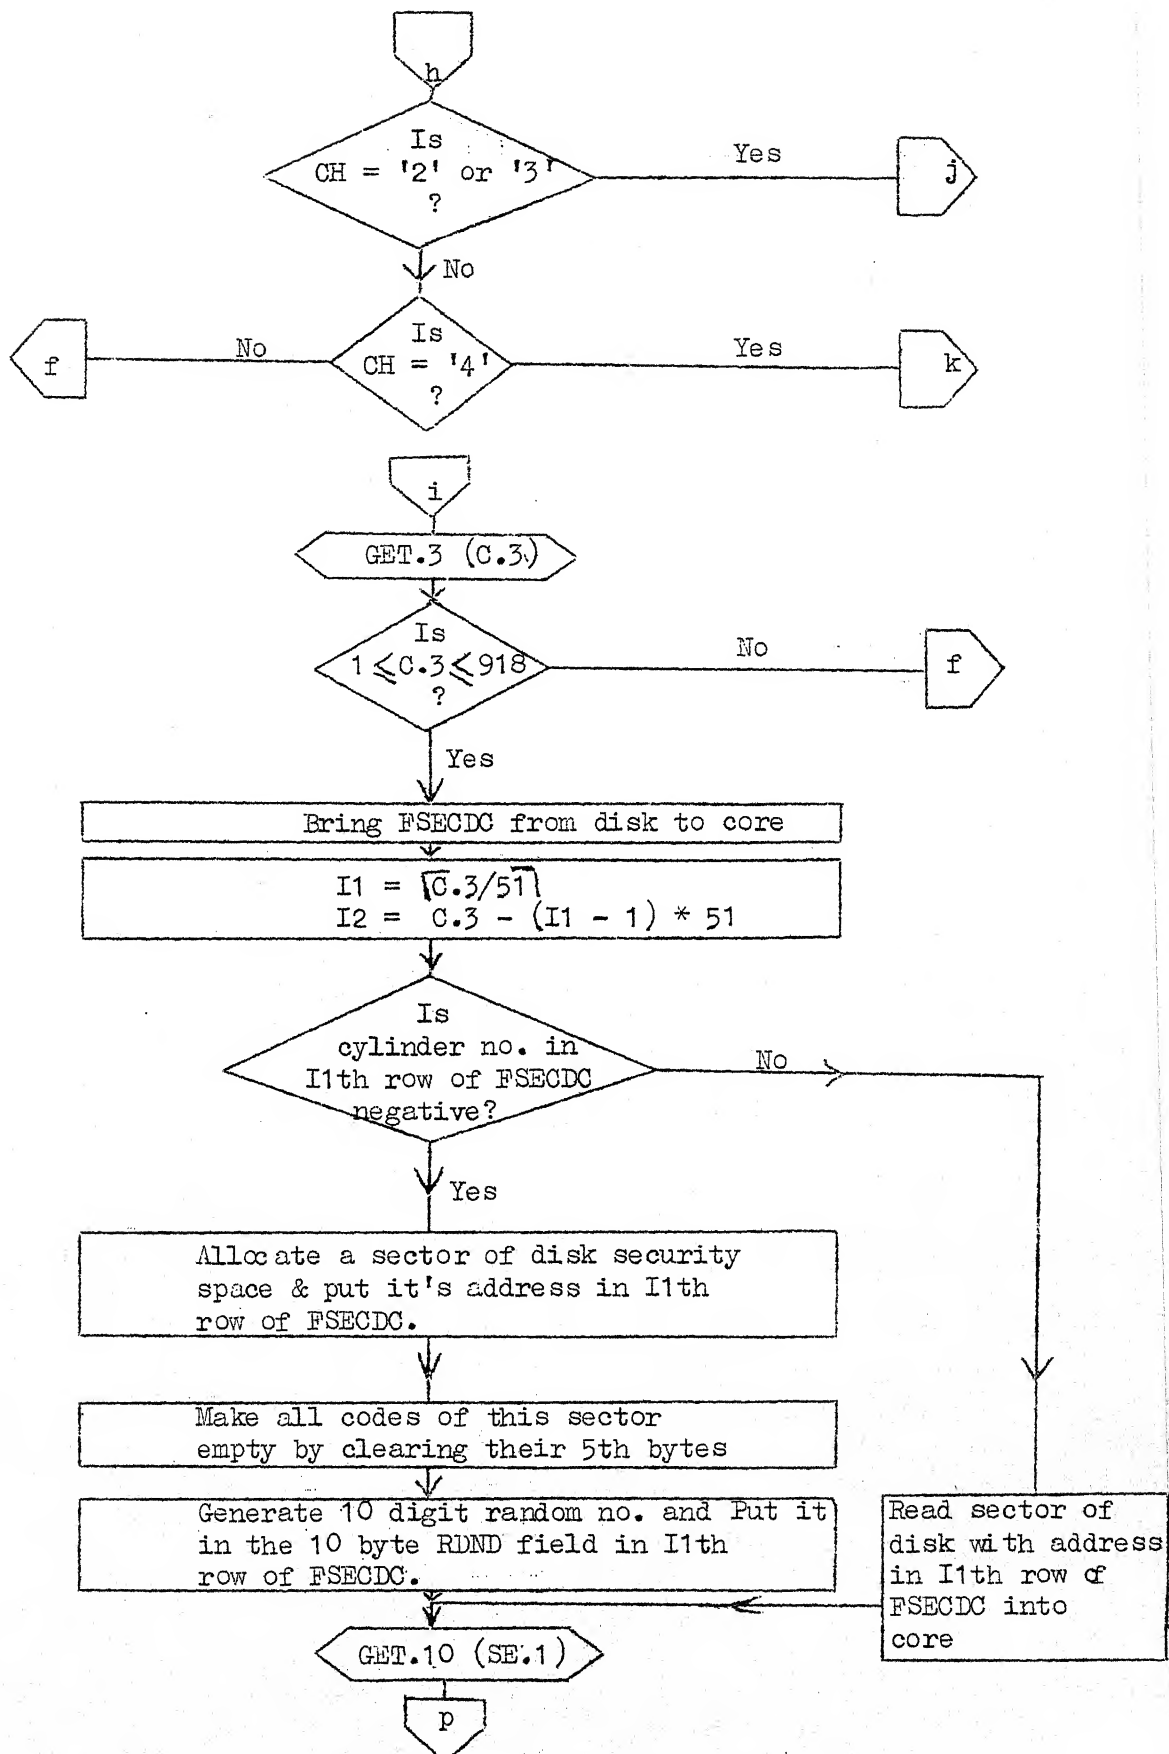 h
Is
CH = '2' or '3'
?
Yes
j
No
Is
CH = '4'
?
No
f
Yes
k
i
GET.3 (C.3)
Is
1 ≤ C.3 ≤ 918
?
No
f
Yes
Bring FSECDC from disk to core
I1 = ⌈C.3/51⌉
I2 = C.3 - (I1 - 1) * 51
Is
cylinder no. in
I1th row of FSECDC
negative?
No
Yes
Allocate a sector of disk security
space & put it's address in I1th
row of FSECDC.
Make all codes of this sector
empty by clearing their 5th bytes
Generate 10 digit random no. and Put it
in the 10 byte RDND field in I1th
row of FSECDC.
Read sector of
disk with address
in I1th row of
FSECDC into
core
GET.10 (SE.1)
p